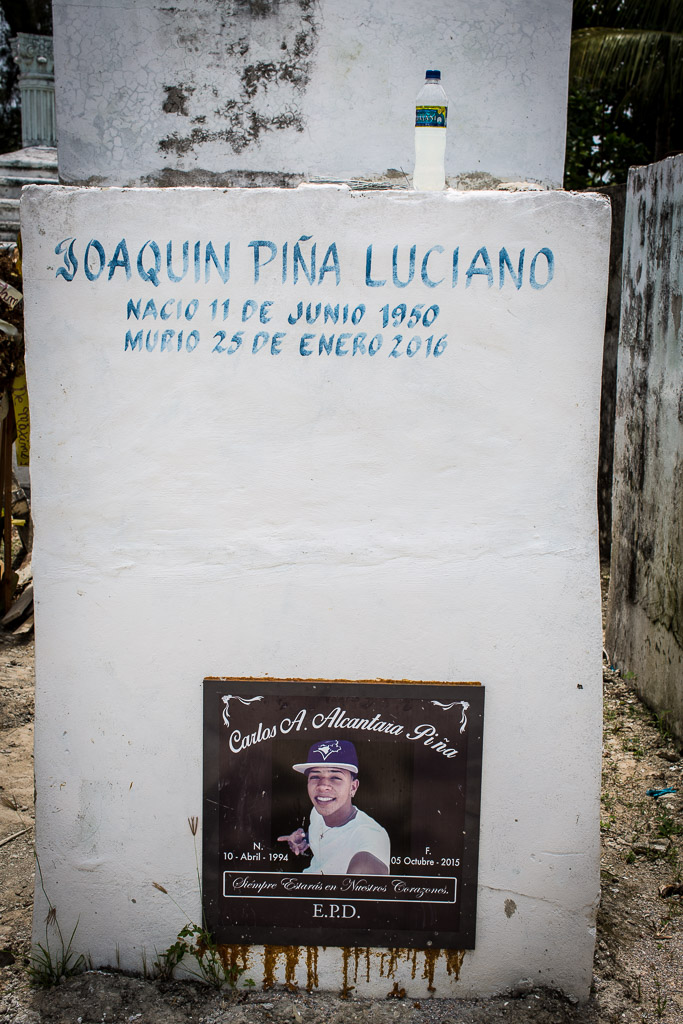 JOAQUIN PIÑA LUCIANO
NACIO 11 DE JUNIO 1950
MURIO 25 DE ENERO 2016
Carlos A. Alcantara Piña
N. F.
10 - Abril - 1994 05 Octubre - 2015
Siempre Estarás en Nuestros Corazones.
E.P.D.